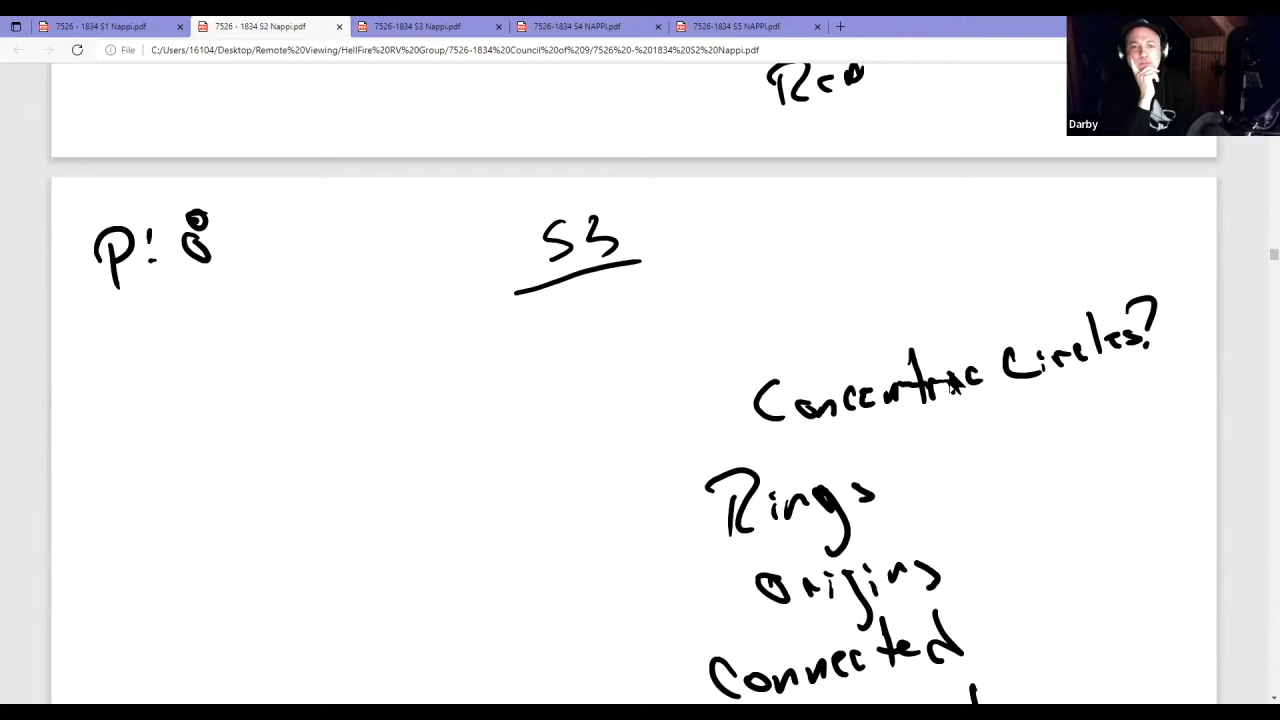 7526 - 1834 S1 Nappi.pdf
7526 - 1834 S2 Nappi.pdf
7526-1834 S3 Nappi.pdf
7526-1834 S4 NAPPI.pdf
7526-1834 S5 NAPPI.pdf
File
C:/Users/16104/Desktop/Remote%20Viewing/HellFire%20RV%20Group/7526-1834%20Council%20of%209/7526%20-%201834%20S2%20Nappi.pdf
Darby
Red
P: 8
S3
Concentric Circles?
Rings
Origins
Connected